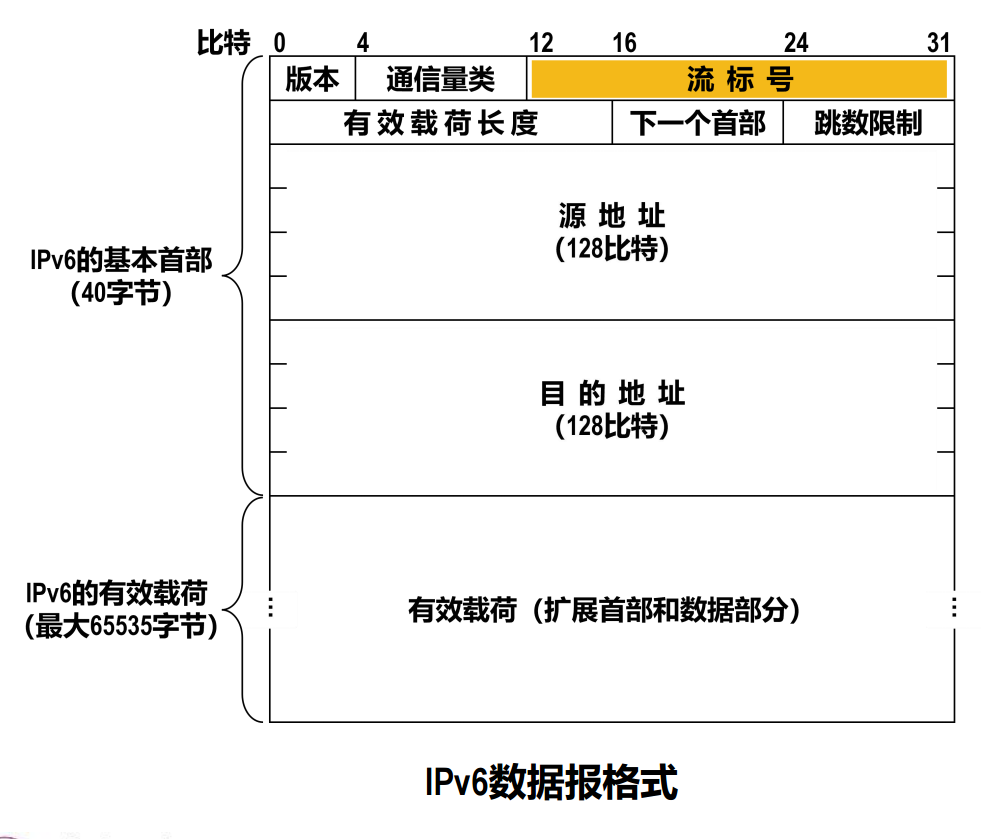 比特 0 4 12 16 24 31
版本 通信量类 流标号
有效载荷长度 下一个首部 跳数限制
源地址
(128比特)
IPv6的基本首部
(40字节)
目的地址
(128比特)
IPv6的有效载荷
(最大65535字节)
有效载荷（扩展首部和数据部分）
IPv6数据报格式